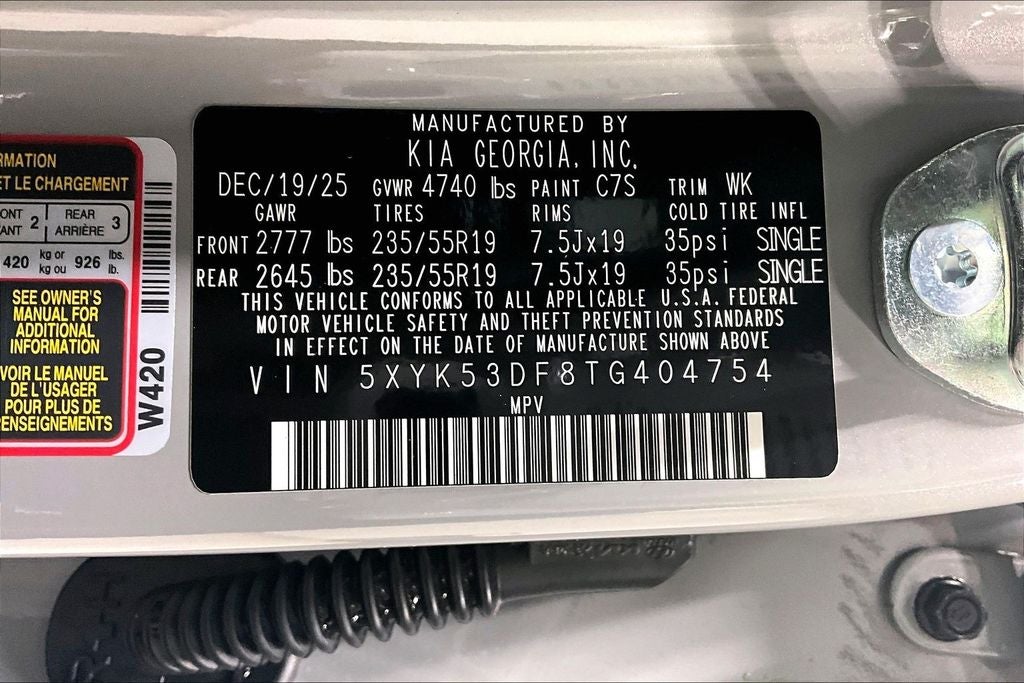 RMATION
ET LE CHARGEMENT
ONT 2 REAR 3
ANT ARRIÈRE
420 kg or 926 lbs.
kg ou lb.
SEE OWNER'S
MANUAL FOR
ADDITIONAL
INFORMATION
VOIR LE MANUEL
DE L'USAGER
POUR PLUS DE
RENSEIGNEMENTS
W420
MANUFACTURED BY
KIA GEORGIA, INC.
DEC/19/25 GVWR 4740 lbs PAINT C7S TRIM WK
GAWR TIRES RIMS COLD TIRE INFL
FRONT 2777 lbs 235/55R19 7.5Jx19 35psi SINGLE
REAR 2645 lbs 235/55R19 7.5Jx19 35psi SINGLE
THIS VEHICLE CONFORMS TO ALL APPLICABLE U.S.A. FEDERAL
MOTOR VEHICLE SAFETY AND THEFT PREVENTION STANDARDS
IN EFFECT ON THE DATE OF MANUFACTURE SHOWN ABOVE
VIN 5XYK53DF8TG404754
MPV